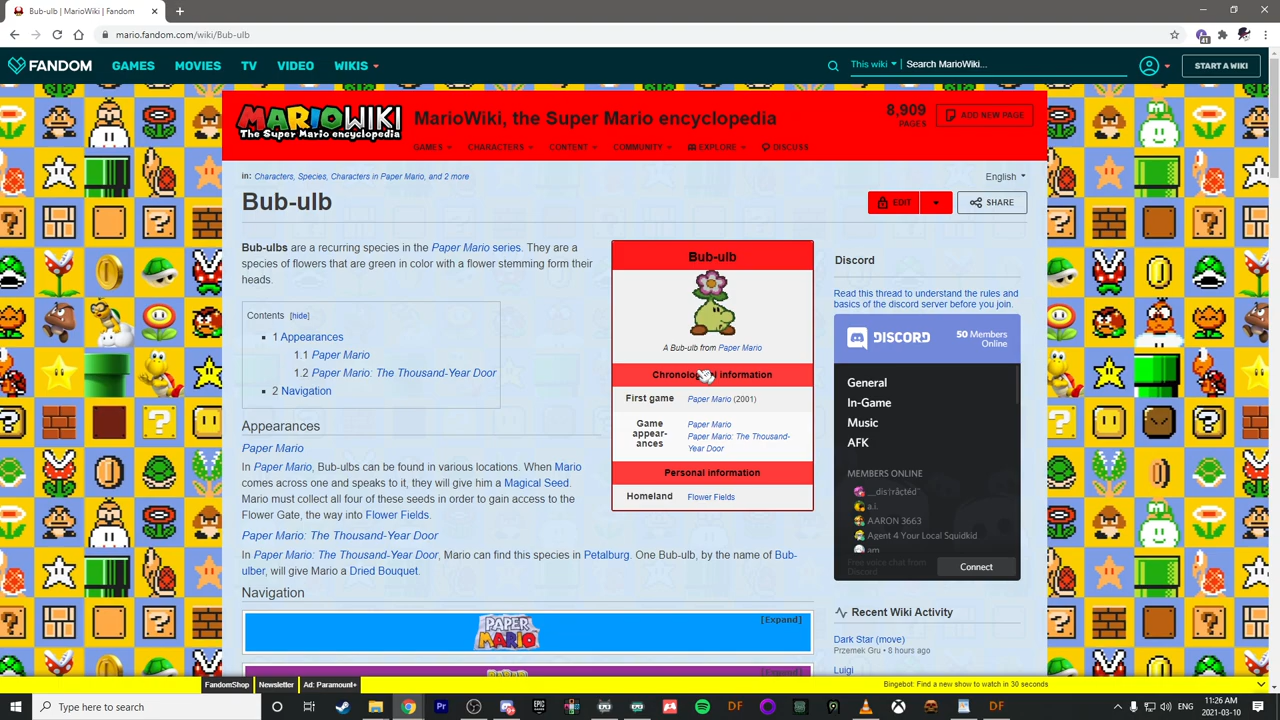 Bub-ulb | MarioWiki | Fandom
mario.fandom.com/wiki/Bub-ulb
41
FANDOM GAMES MOVIES TV VIDEO WIKIS This wiki Search MarioWiki... START A WIKI
MARIOWIKI
The Super Mario encyclopedia
MarioWiki, the Super Mario encyclopedia
8,909
PAGES
ADD NEW PAGE
GAMES CHARACTERS CONTENT COMMUNITY EXPLORE DISCUSS
in: Characters, Species, Characters in Paper Mario, and 2 more
English
Bub-ulb
EDIT SHARE
Bub-ulbs are a recurring species in the Paper Mario series. They are a
species of flowers that are green in color with a flower stemming form their
heads.
Contents [hide]
1 Appearances
1.1 Paper Mario
1.2 Paper Mario: The Thousand-Year Door
2 Navigation
Appearances
Paper Mario
In Paper Mario, Bub-ulbs can be found in various locations. When Mario
comes across one and speaks to it, they will give him a Magical Seed.
Mario must collect all four of these seeds in order to gain access to the
Flower Gate, the way into Flower Fields.
Paper Mario: The Thousand-Year Door
In Paper Mario: The Thousand-Year Door, Mario can find this species in Petalburg. One Bub-ulb, by the name of Bub-
ulber, will give Mario a Dried Bouquet.
Navigation
PAPER MARIO
[Expand]
[Expand]
Bub-ulb
A Bub-ulb from Paper Mario
Chronological information
First game Paper Mario (2001)
Game
appear-
ances
Paper Mario
Paper Mario: The Thousand-
Year Door
Personal information
Homeland Flower Fields
Discord
Read this thread to understand the rules and
basics of the discord server before you join.
DISCORD
50 Members
Online
General
In-Game
Music
AFK
MEMBERS ONLINE
a.i.
AARON 3663
Agent 4 Your Local Squidkid
am
Free voice chat from
Discord
Connect
Recent Wiki Activity
Dark Star (move)
Przemek Gru • 8 hours ago
Luigi
FandomShop Newsletter Ad: Paramount+
Bingebot: Find a new show to watch in 30 seconds
Type here to search
EPIC
DF
DF
ENG
11:26 AM
2021-03-10